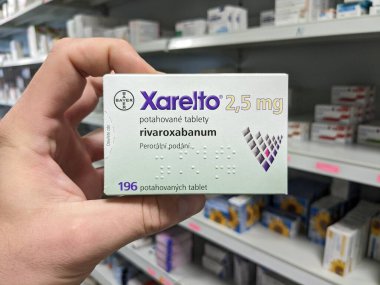 BAYER
Xarelto® 2,5 mg
potahované tablety
rivaroxabanum
Perorální podání.
196 potahovaných tablet